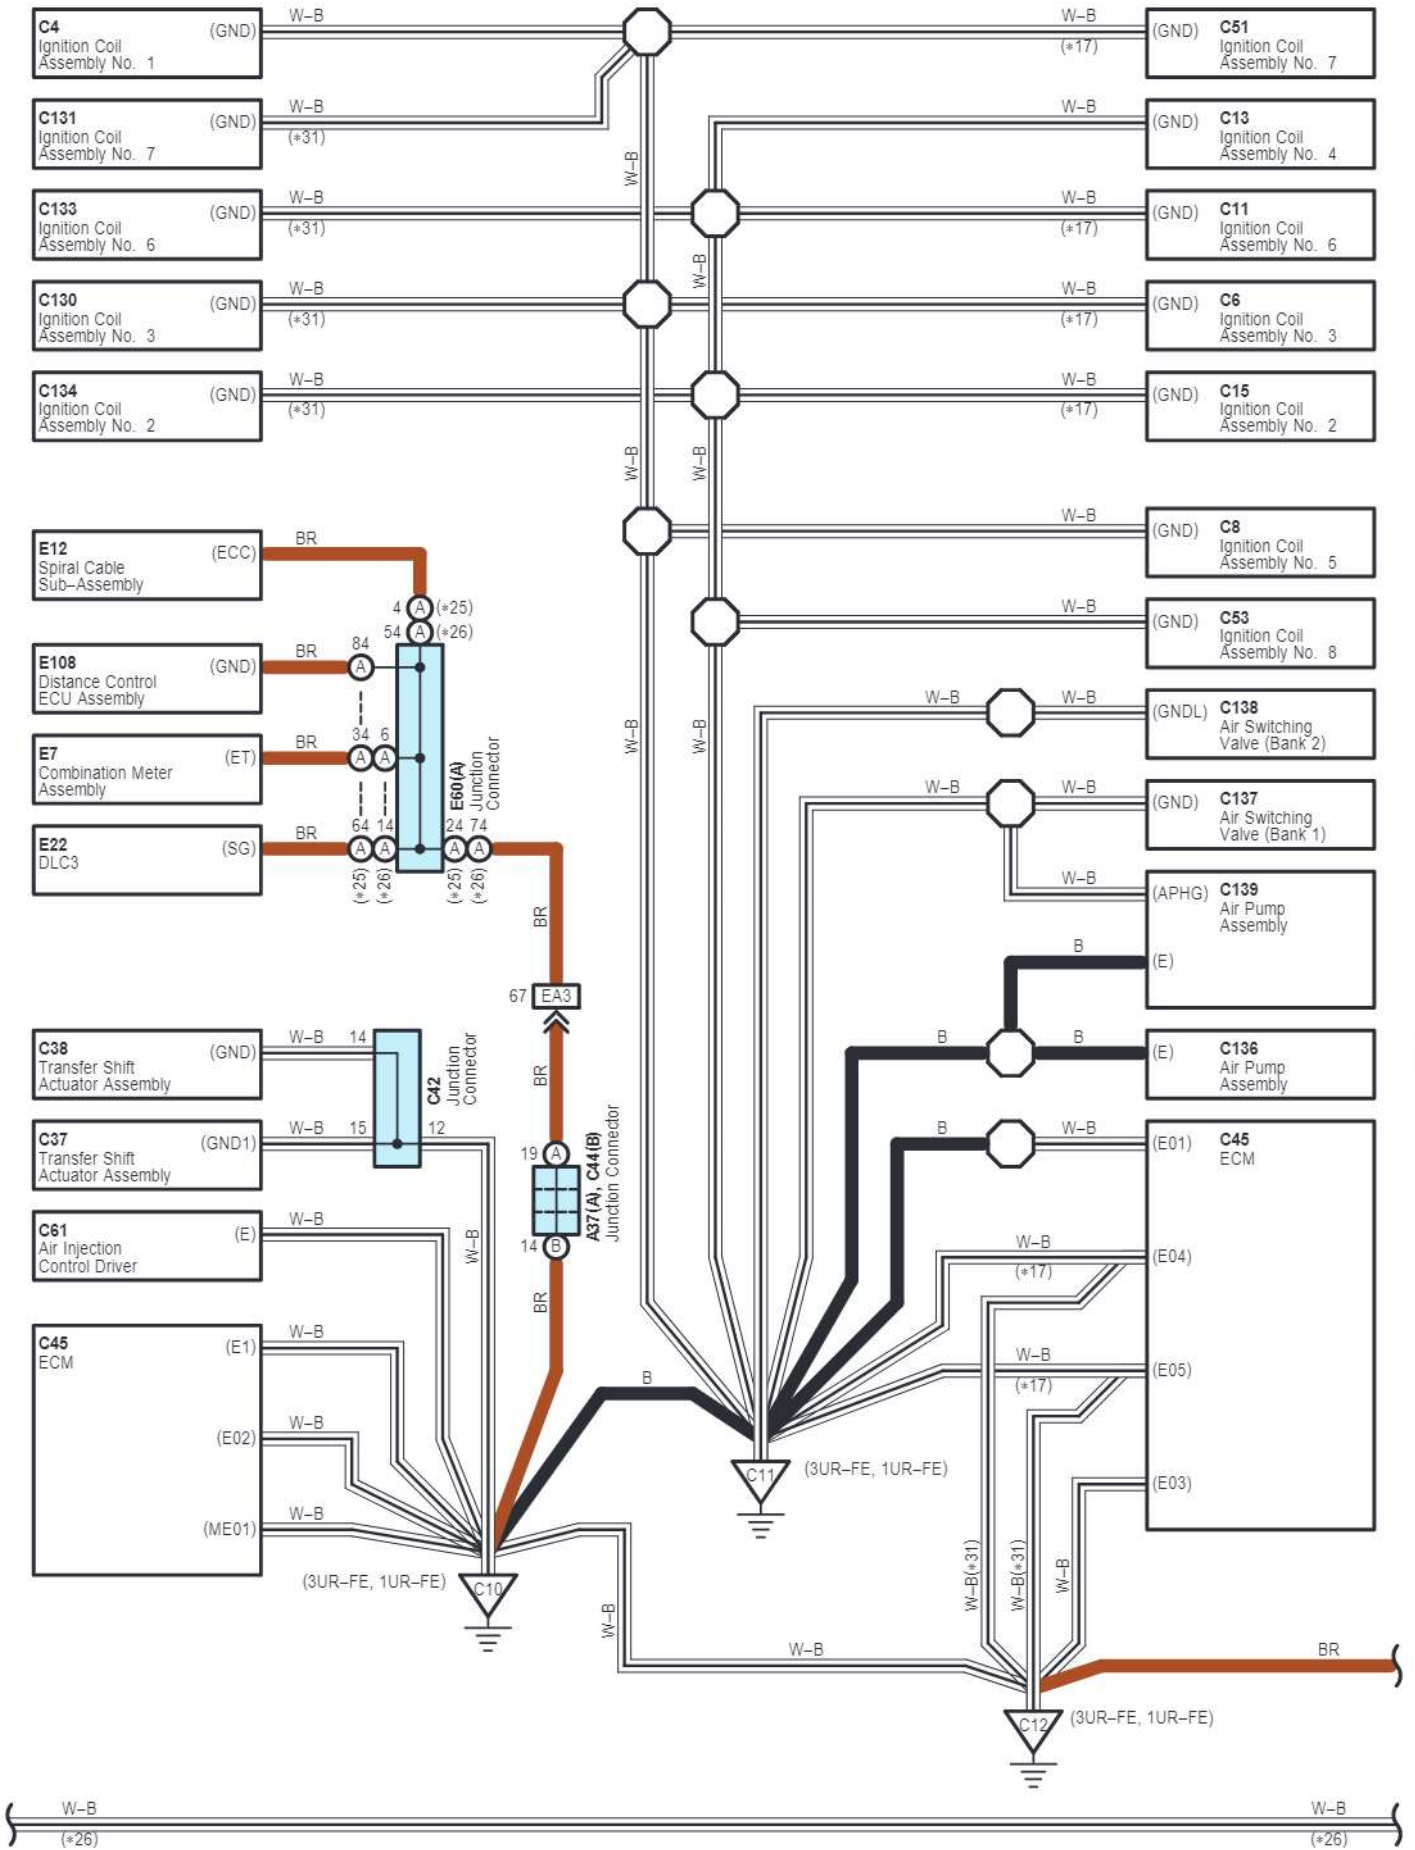 C4
Ignition Coil
Assembly No. 1
(GND)
W–B
W–B
(*17)
(GND)
C51
Ignition Coil
Assembly No. 7
C131
Ignition Coil
Assembly No. 7
(GND)
W–B
(*31)
W–B
W–B
(GND)
C13
Ignition Coil
Assembly No. 4
C133
Ignition Coil
Assembly No. 6
(GND)
W–B
(*31)
W–B
(*17)
(GND)
C11
Ignition Coil
Assembly No. 6
W–B
C130
Ignition Coil
Assembly No. 3
(GND)
W–B
(*31)
W–B
(*17)
(GND)
C6
Ignition Coil
Assembly No. 3
C134
Ignition Coil
Assembly No. 2
(GND)
W–B
(*31)
W–B
(*17)
(GND)
C15
Ignition Coil
Assembly No. 2
W–B
W–B
W–B
(GND)
C8
Ignition Coil
Assembly No. 5
E12
Spiral Cable
Sub–Assembly
(ECC)
BR
4 A (*25)
54 A (*26)
W–B
(GND)
C53
Ignition Coil
Assembly No. 8
E108
Distance Control
ECU Assembly
(GND)
BR
84
A
W–B
W–B
W–B
W–B
(GNDL)
C138
Air Switching
Valve (Bank 2)
E7
Combination Meter
Assembly
(ET)
BR
34 6
A A
E60(A)
Junction
Connector
W–B
W–B
(GND)
C137
Air Switching
Valve (Bank 1)
E22
DLC3
(SG)
BR
64 14
A A
24 74
A A
(*25)
(*26)
(*25)
(*26)
BR
W–B
(APHG)
C139
Air Pump
Assembly
B
(E)
67 EA3
C38
Transfer Shift
Actuator Assembly
(GND)
W–B
14
C42
Junction
Connector
BR
B
B
(E)
C136
Air Pump
Assembly
C37
Transfer Shift
Actuator Assembly
(GND1)
W–B
15
12
19 A
A37(A), C44(B)
Junction Connector
14 B
B
W–B
(E01)
C45
ECM
C61
Air Injection
Control Driver
(E)
W–B
W–B
BR
W–B
(*17)
(E04)
C45
ECM
(E1)
W–B
B
W–B
(*17)
(E05)
(E02)
W–B
C11
(3UR–FE, 1UR–FE)
(E03)
(ME01)
W–B
(3UR–FE, 1UR–FE)
C10
W–B
W–B(*31)
W–B(*31)
W–B
W–B
BR
C12
(3UR–FE, 1UR–FE)
W–B
(*26)
W–B
(*26)